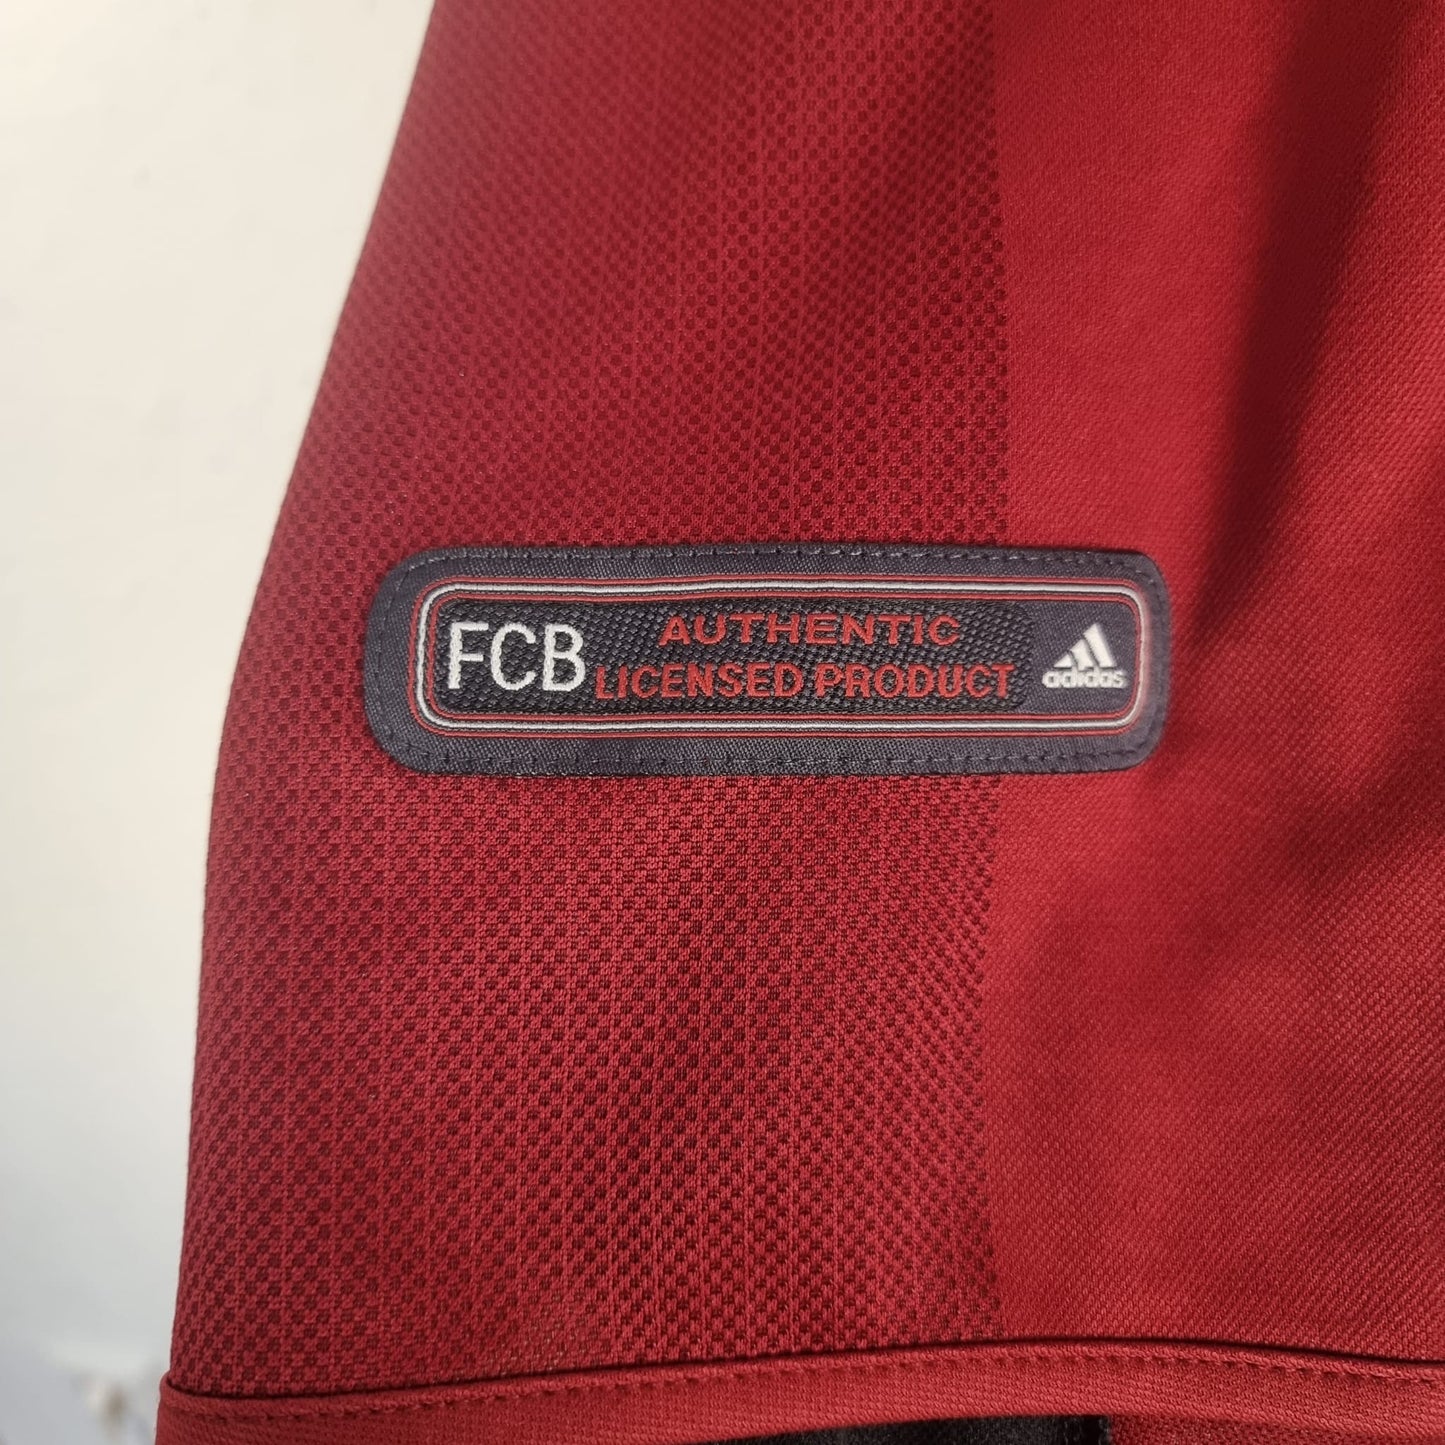 FCB
AUTHENTIC
LICENSED PRODUCT
adidas